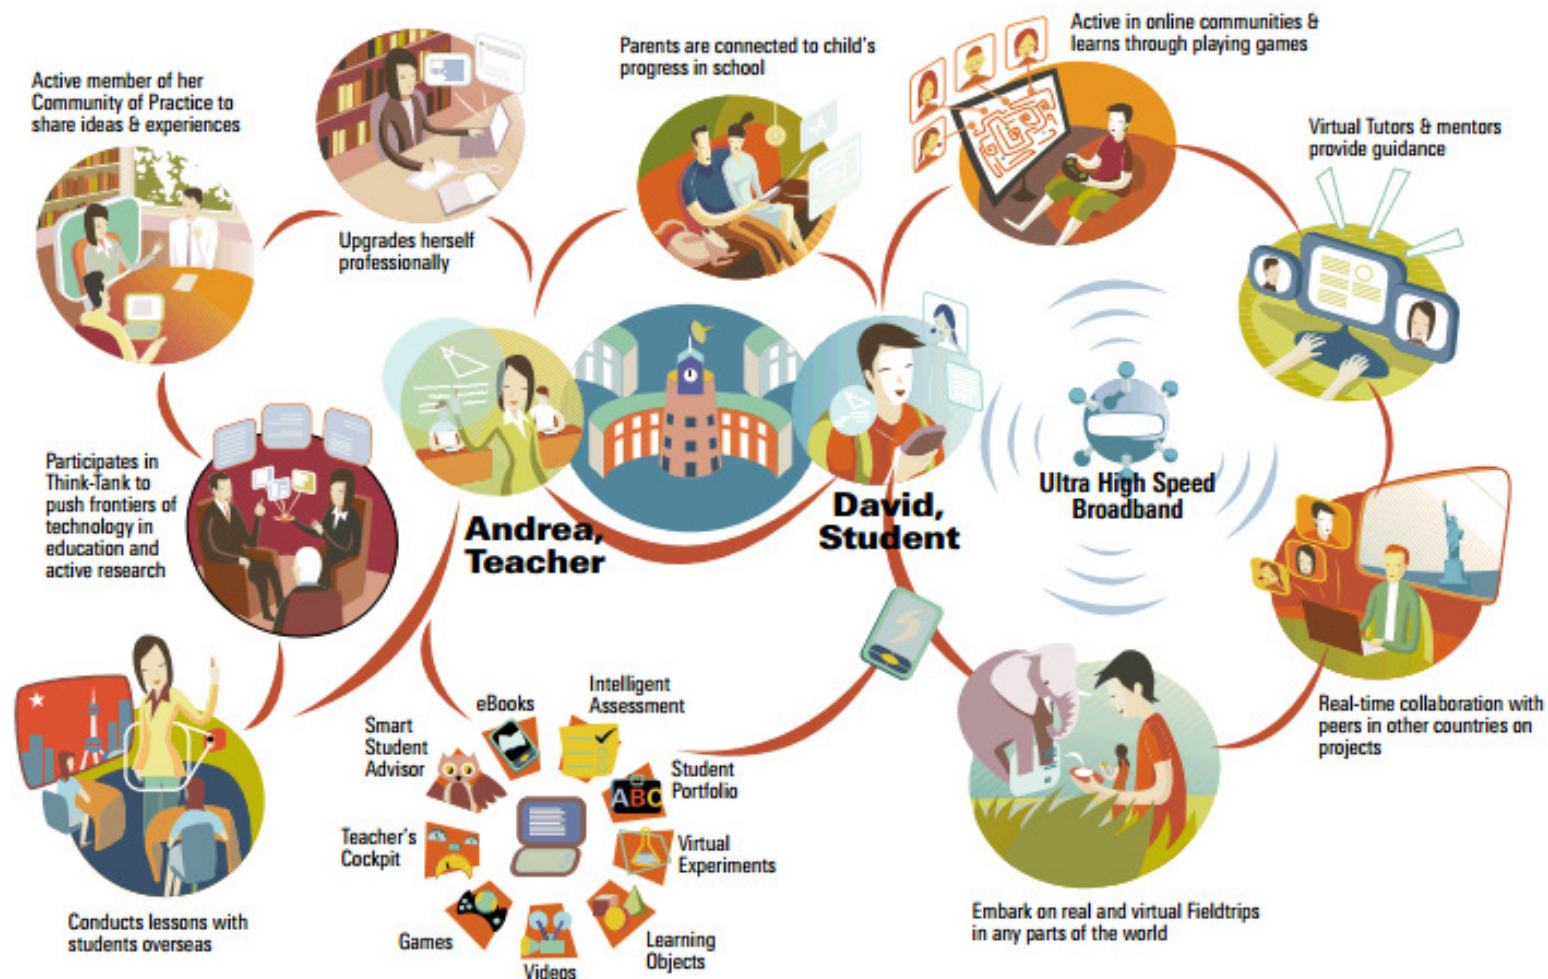 Active in online communities &
learns through playing games
Parents are connected to child's
progress in school
Active member of her
Community of Practice to
share ideas & experiences
Virtual Tutors & mentors
provide guidance
Upgrades herself
professionally
Participates in
Think-Tank to
push frontiers of
technology in
education and
active research
Andrea,
Teacher
David,
Student
Ultra High Speed
Broadband
Real-time collaboration with
peers in other countries on
projects
eBooks
Intelligent
Assessment
Smart
Student
Advisor
Student
Portfolio
ABC
Teacher's
Cockpit
Virtual
Experiments
Games
Videos
Learning
Objects
Conducts lessons with
students overseas
Embark on real and virtual Fieldtrips
in any parts of the world